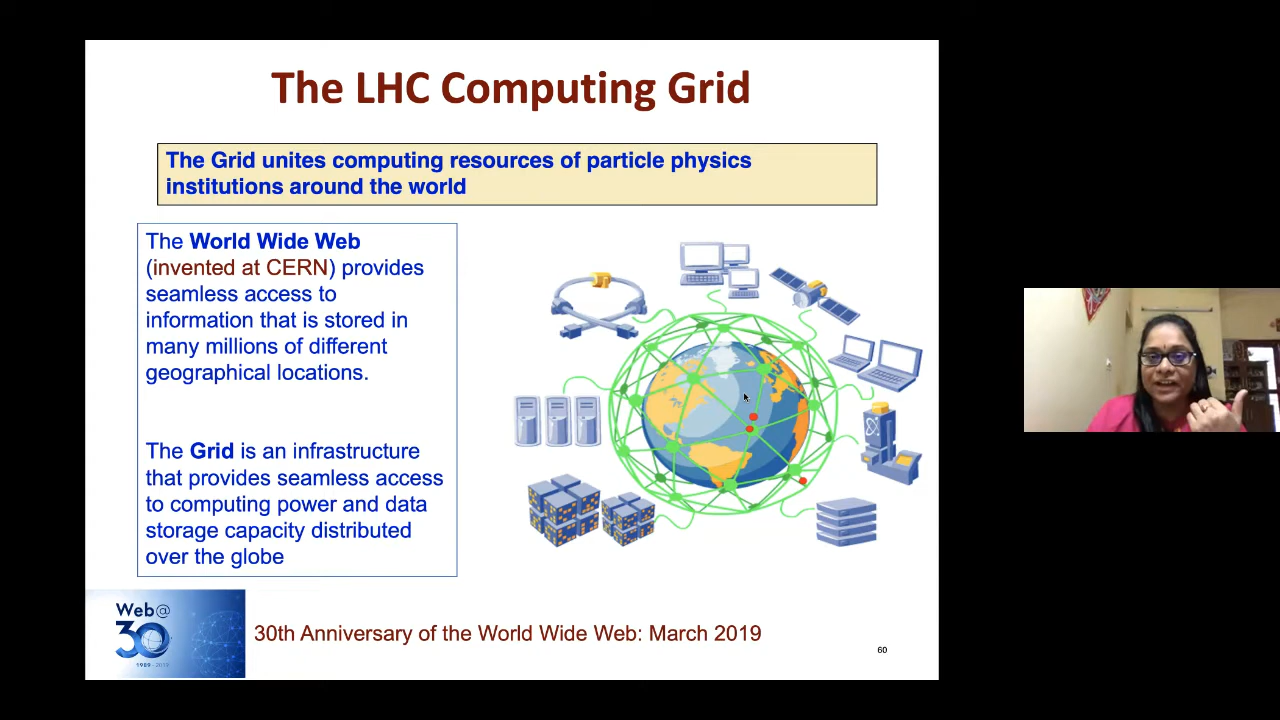 The LHC Computing Grid
The Grid unites computing resources of particle physics
institutions around the world
The World Wide Web
(invented at CERN) provides
seamless access to
information that is stored in
many millions of different
geographical locations.
The Grid is an infrastructure
that provides seamless access
to computing power and data
storage capacity distributed
over the globe
Web@
30
1989 - 2019
30th Anniversary of the World Wide Web: March 2019
60